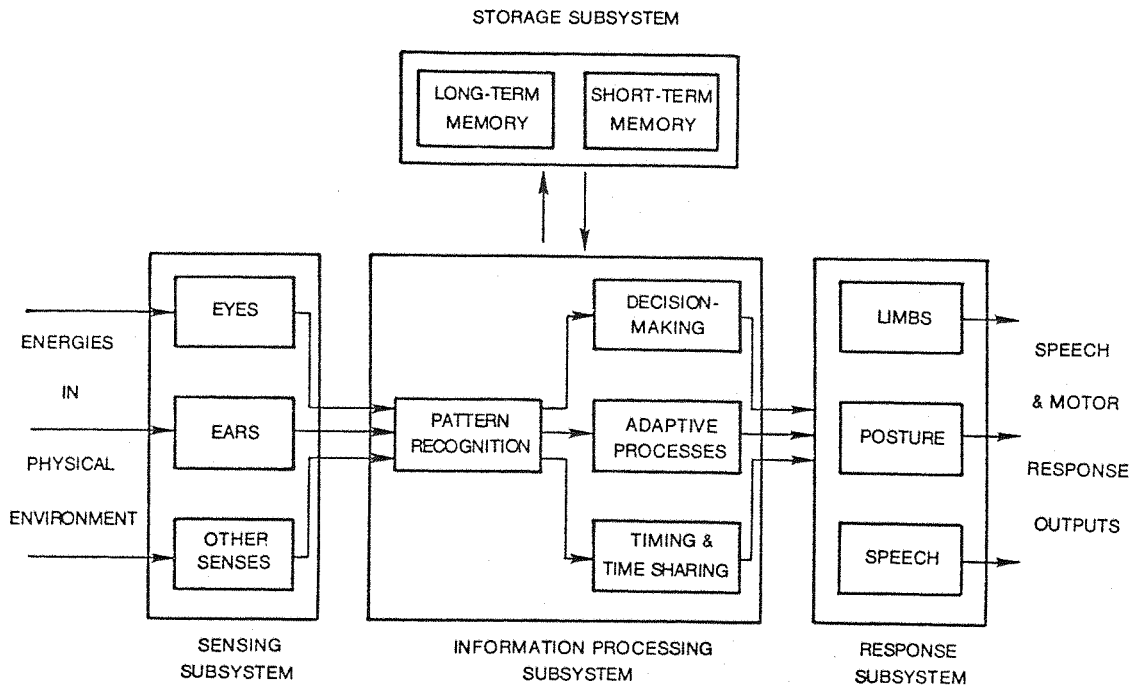 STORAGE SUBSYSTEM
LONG-TERM
MEMORY
SHORT-TERM
MEMORY
ENERGIES
IN
PHYSICAL
ENVIRONMENT
EYES
EARS
OTHER
SENSES
SENSING
SUBSYSTEM
PATTERN
RECOGNITION
DECISION-
MAKING
ADAPTIVE
PROCESSES
TIMING &
TIME SHARING
INFORMATION PROCESSING
SUBSYSTEM
LIMBS
POSTURE
SPEECH
RESPONSE
SUBSYSTEM
SPEECH
& MOTOR
RESPONSE
OUTPUTS